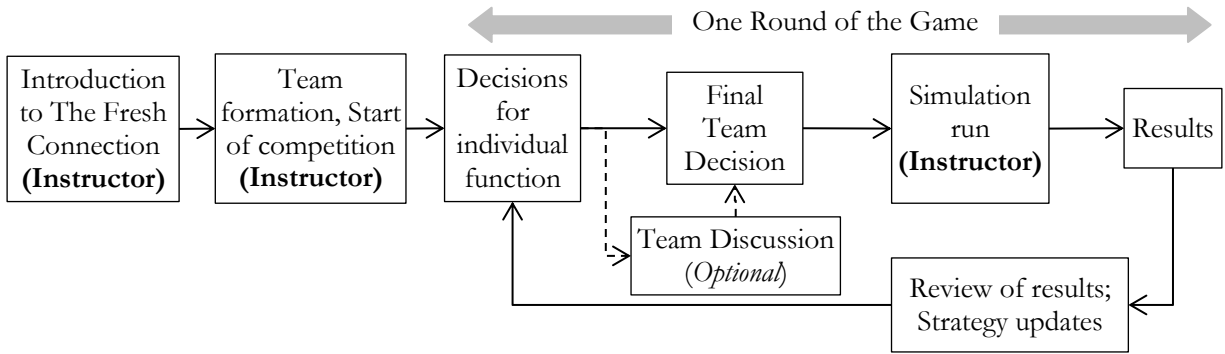 One Round of the Game
Introduction
to The Fresh
Connection
(Instructor)
Team
formation, Start
of competition
(Instructor)
Decisions
for
individual
function
Final
Team
Decision
Simulation
run
(Instructor)
Results
Team Discussion
(Optional)
Review of results;
Strategy updates